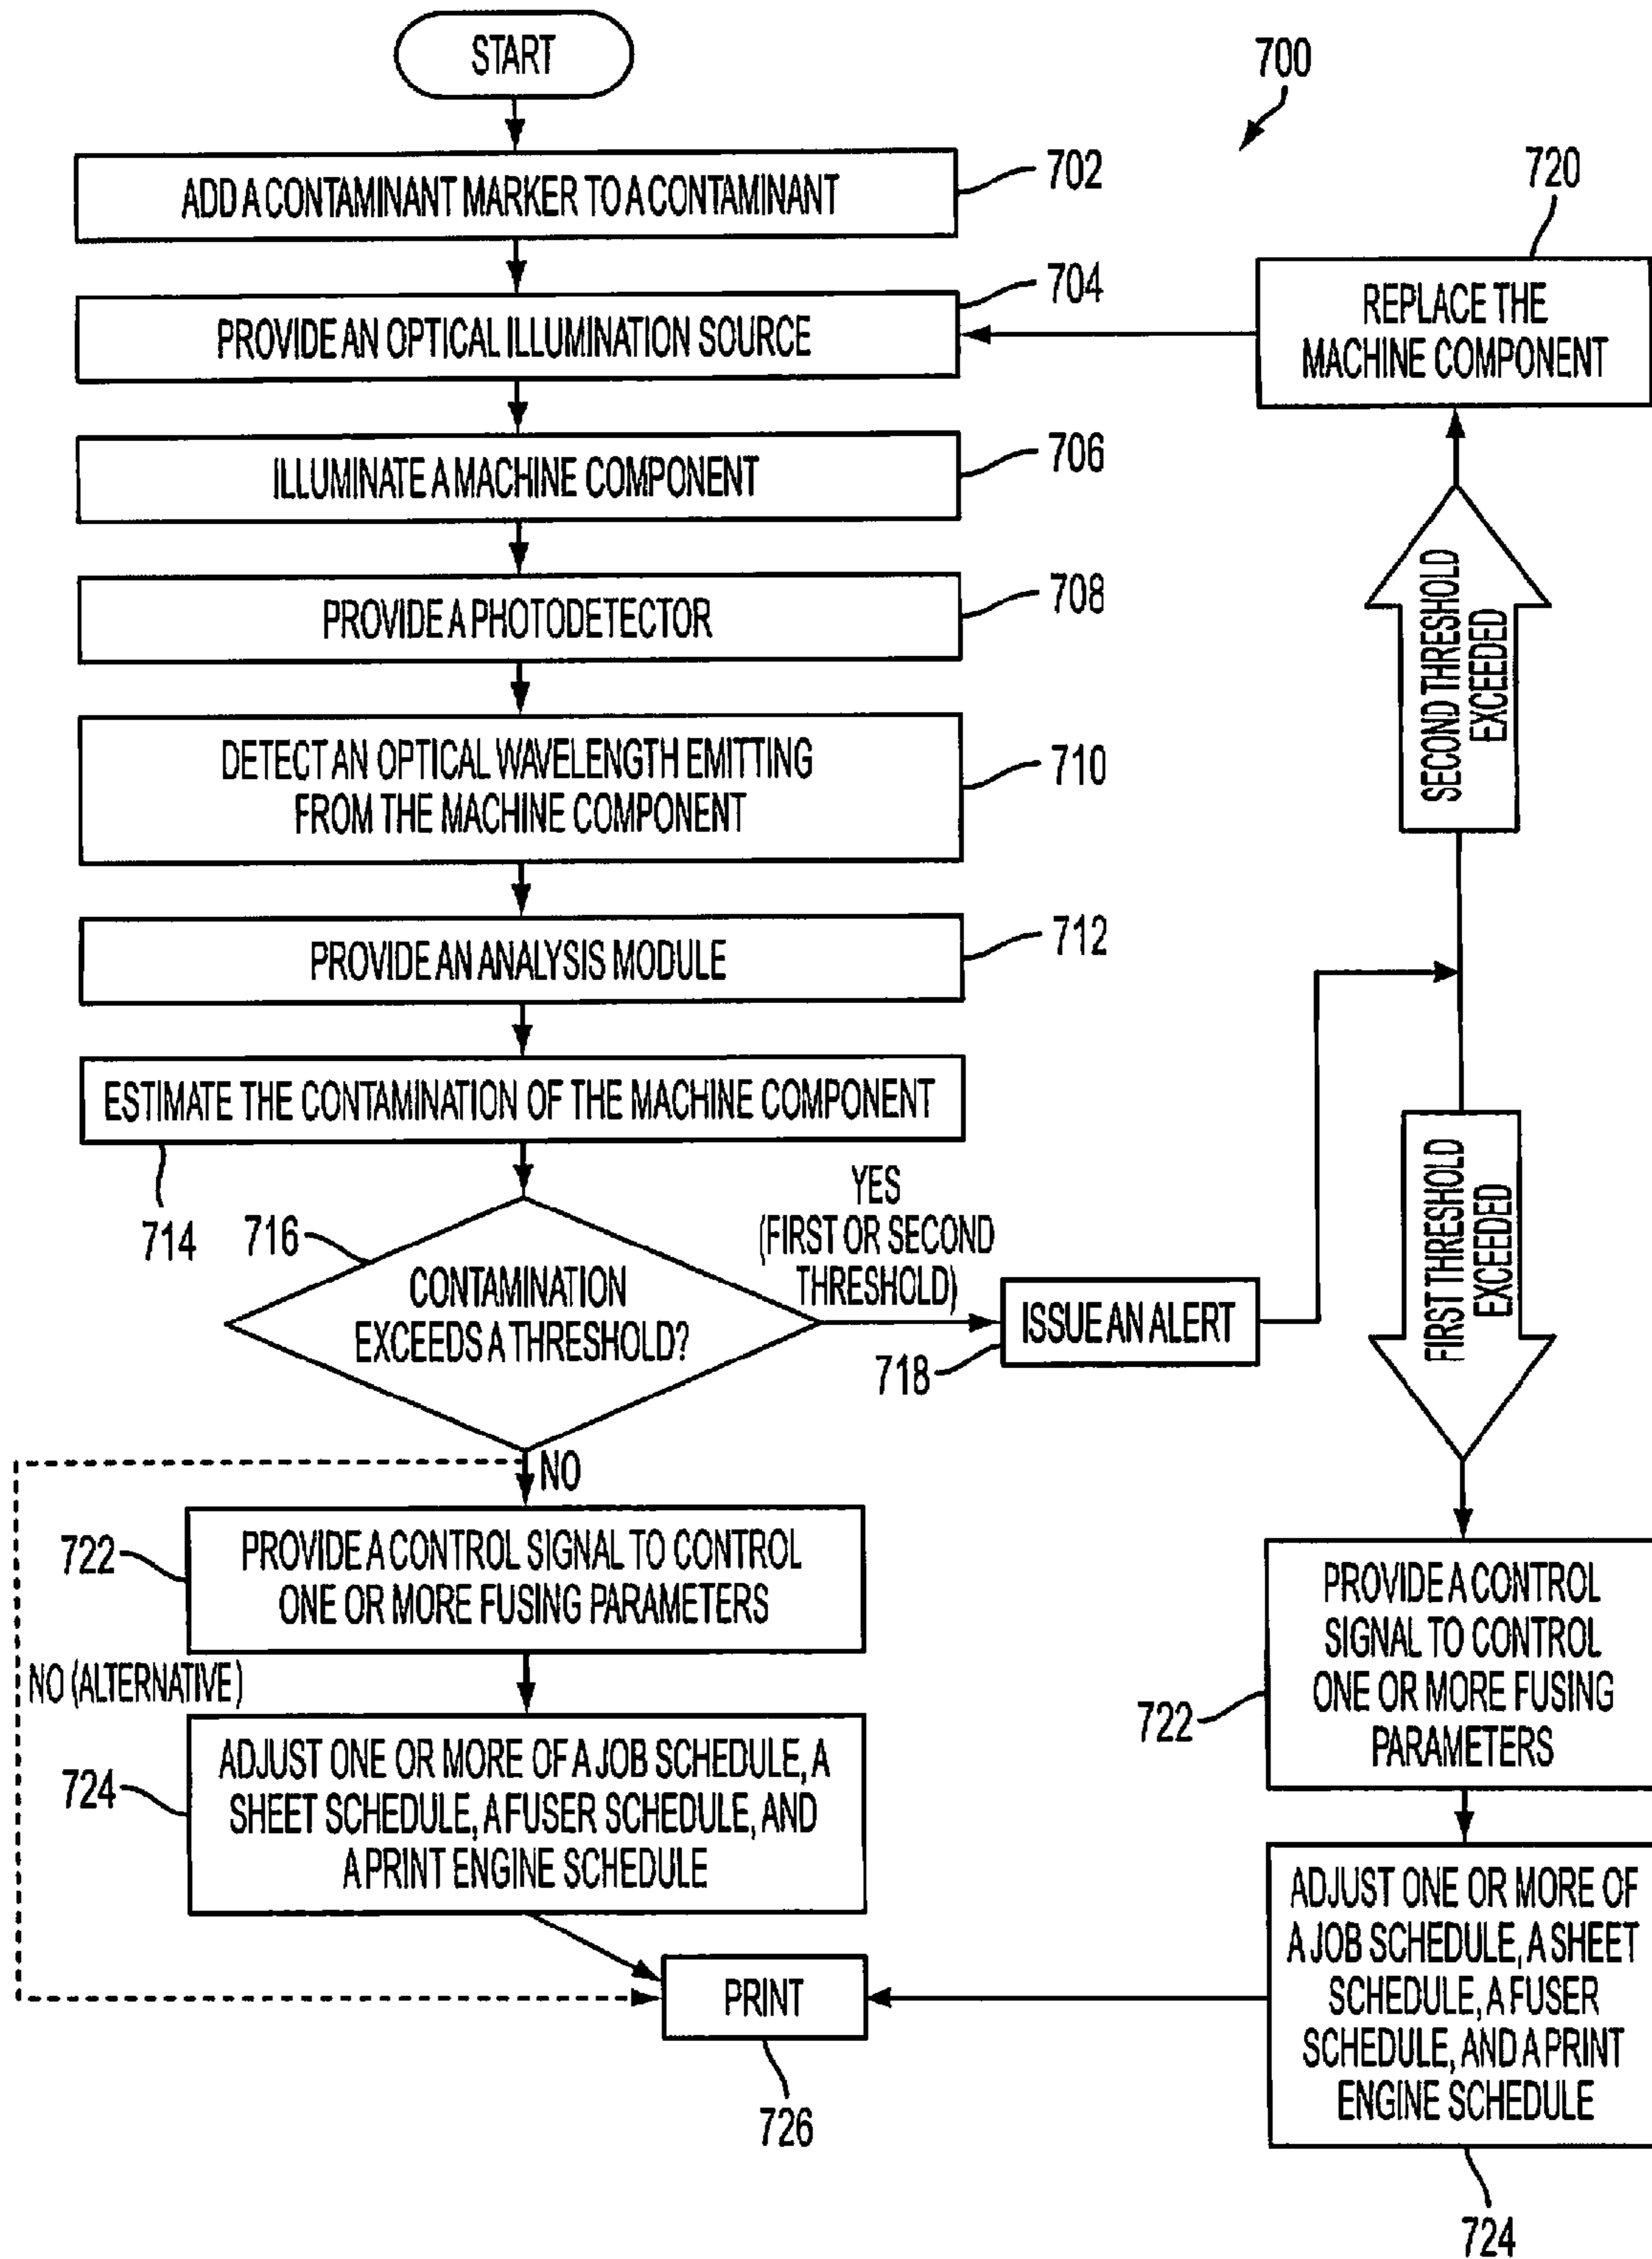 START
700
ADD A CONTAMINANT MARKER TO A CONTAMINANT
702
PROVIDE AN OPTICAL ILLUMINATION SOURCE
704
ILLUMINATE A MACHINE COMPONENT
706
PROVIDE A PHOTODETECTOR
708
DETECT AN OPTICAL WAVELENGTH EMITTING
FROM THE MACHINE COMPONENT
710
PROVIDE AN ANALYSIS MODULE
712
ESTIMATE THE CONTAMINATION OF THE MACHINE COMPONENT
714
716
CONTAMINATION
EXCEEDS A THRESHOLD?
YES
(FIRST OR SECOND
THRESHOLD)
ISSUE AN ALERT
718
SECOND THRESHOLD
EXCEEDED
720
REPLACE THE
MACHINE COMPONENT
FIRST THRESHOLD
EXCEEDED
NO
NO (ALTERNATIVE)
722
PROVIDE A CONTROL SIGNAL TO CONTROL
ONE OR MORE FUSING PARAMETERS
724
ADJUST ONE OR MORE OF A JOB SCHEDULE, A
SHEET SCHEDULE, A FUSER SCHEDULE, AND
A PRINT ENGINE SCHEDULE
722
PROVIDE A CONTROL
SIGNAL TO CONTROL
ONE OR MORE FUSING
PARAMETERS
ADJUST ONE OR MORE OF
A JOB SCHEDULE, A SHEET
SCHEDULE, A FUSER
SCHEDULE, AND A PRINT
ENGINE SCHEDULE
724
PRINT
726